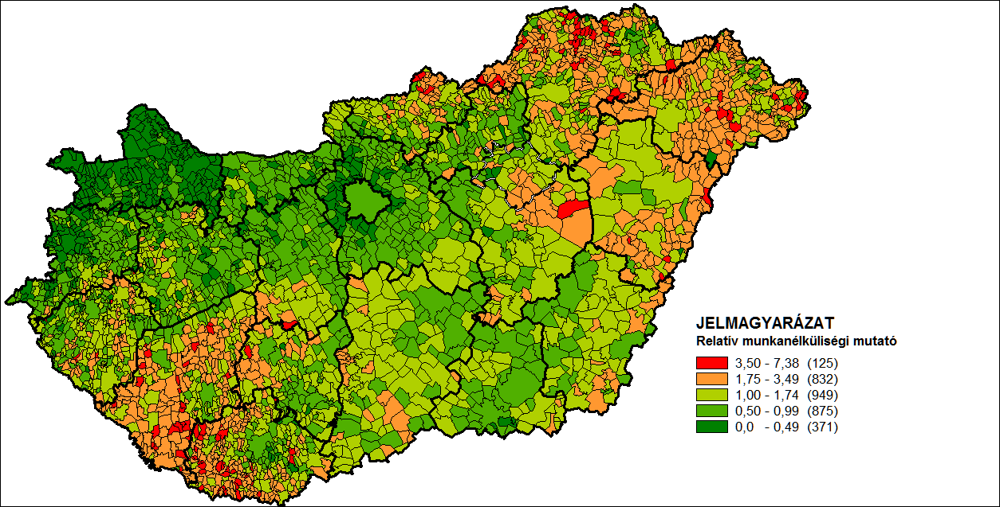 JELMAGYARÁZAT
Relatív munkanélküliségi mutató
3,50 - 7,38 (125)
1,75 - 3,49 (832)
1,00 - 1,74 (949)
0,50 - 0,99 (875)
0,0 - 0,49 (371)